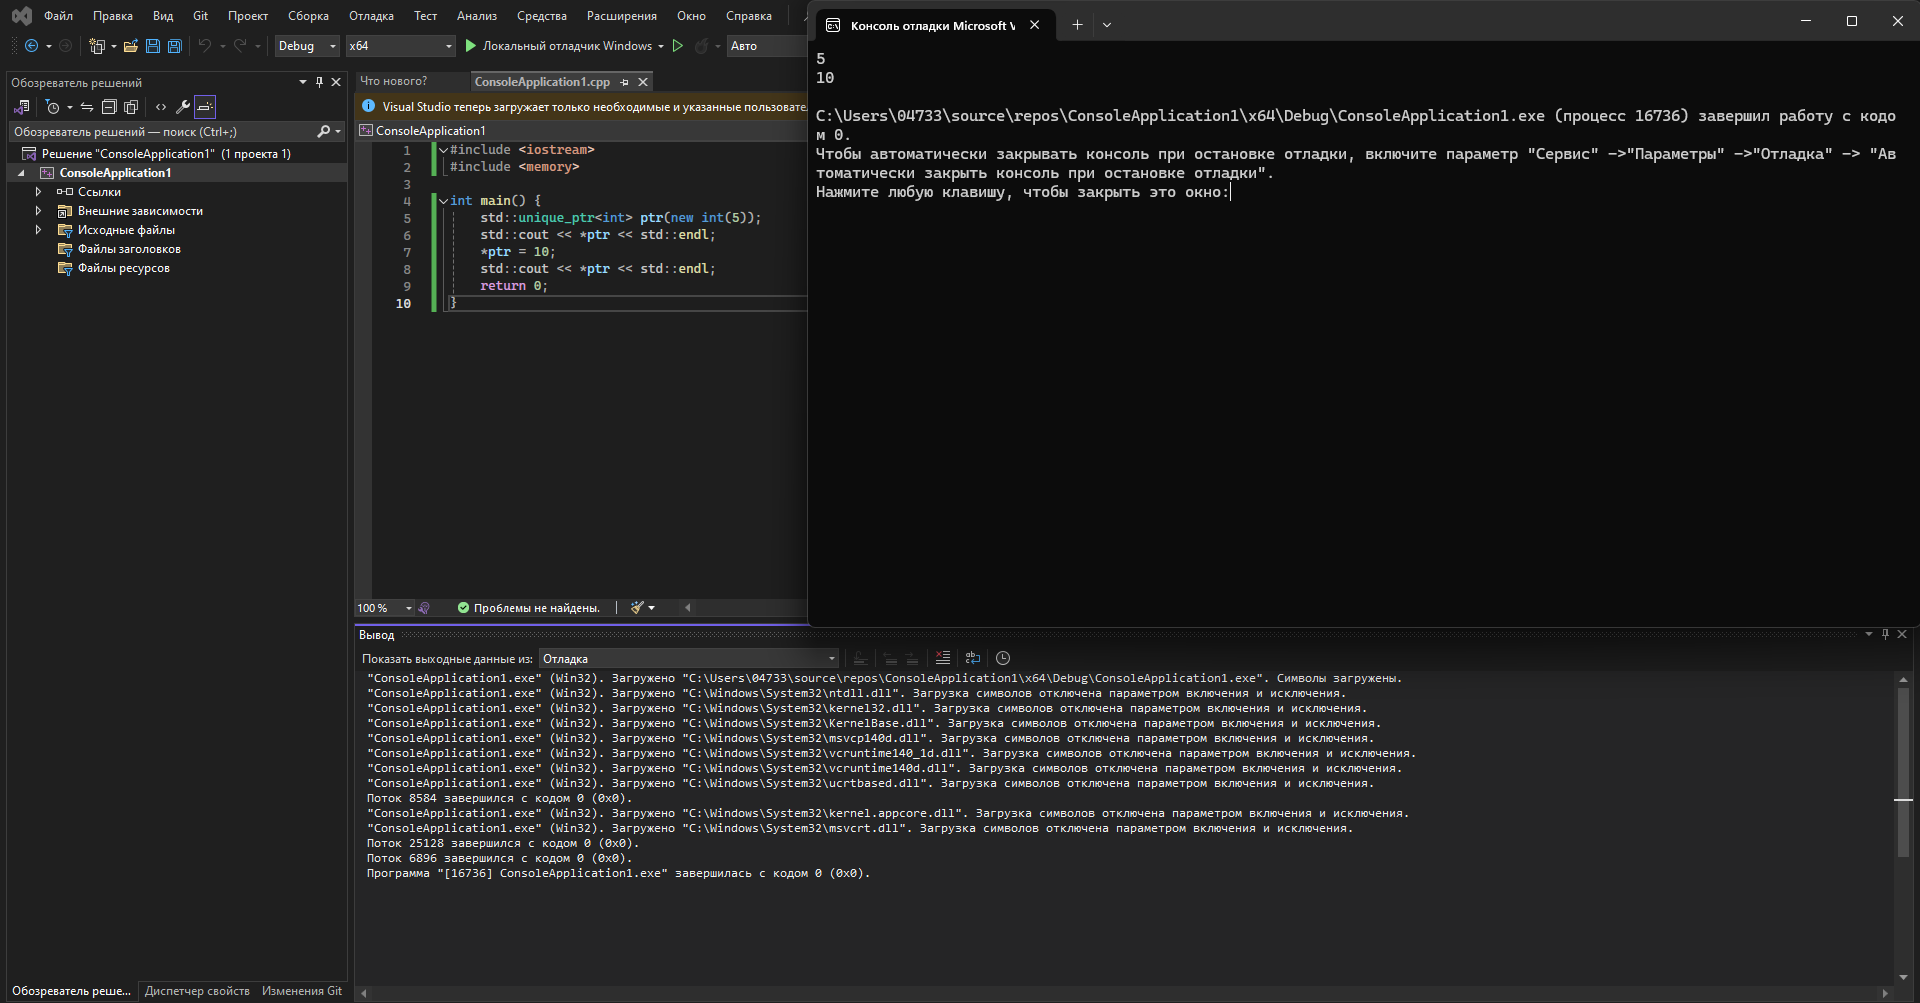 Файл Правка Вид Git Проект Сборка Отладка Тест Анализ Средства Расширения Окно Справка
Debug x64 Локальный отладчик Windows Авто
Обозреватель решений
Обозреватель решений — поиск (Ctrl+;)
Решение "ConsoleApplication1" (1 проекта 1)
ConsoleApplication1
Ссылки
Внешние зависимости
Исходные файлы
Файлы заголовков
Файлы ресурсов
Обозреватель реше... Диспетчер свойств Изменения Git
Что нового? ConsoleApplication1.cpp
Visual Studio теперь загружает только необходимые и указанные
ConsoleApplication1
1 #include <iostream>
2 #include <memory>
3
4 int main() {
5 std::unique_ptr<int> ptr(new int(5));
6 std::cout << *ptr << std::endl;
7 *ptr = 10;
8 std::cout << *ptr << std::endl;
9 return 0;
10 }
100 % Проблемы не найдены.
Консоль отладки Microsoft V
5
10
C:\Users\04733\source\repos\ConsoleApplication1\x64\Debug\ConsoleApplication1.exe (процесс 16736) завершил работу с кодо
м 0.
Чтобы автоматически закрывать консоль при остановке отладки, включите параметр "Сервис" ->"Параметры" ->"Отладка" -> "Ав
томатически закрыть консоль при остановке отладки".
Нажмите любую клавишу, чтобы закрыть это окно:
Вывод
Показать выходные данные из: Отладка
"ConsoleApplication1.exe" (Win32). Загружено "C:\Users\04733\source\repos\ConsoleApplication1\x64\Debug\ConsoleApplication1.exe". Символы загружены.
"ConsoleApplication1.exe" (Win32). Загружено "C:\Windows\System32\ntdll.dll". Загрузка символов отключена параметром включения и исключения.
"ConsoleApplication1.exe" (Win32). Загружено "C:\Windows\System32\kernel32.dll". Загрузка символов отключена параметром включения и исключения.
"ConsoleApplication1.exe" (Win32). Загружено "C:\Windows\System32\KernelBase.dll". Загрузка символов отключена параметром включения и исключения.
"ConsoleApplication1.exe" (Win32). Загружено "C:\Windows\System32\msvcp140d.dll". Загрузка символов отключена параметром включения и исключения.
"ConsoleApplication1.exe" (Win32). Загружено "C:\Windows\System32\vcruntime140_1d.dll". Загрузка символов отключена параметром включения и исключения.
"ConsoleApplication1.exe" (Win32). Загружено "C:\Windows\System32\vcruntime140d.dll". Загрузка символов отключена параметром включения и исключения.
"ConsoleApplication1.exe" (Win32). Загружено "C:\Windows\System32\ucrtbased.dll". Загрузка символов отключена параметром включения и исключения.
Поток 8584 завершился с кодом 0 (0x0).
"ConsoleApplication1.exe" (Win32). Загружено "C:\Windows\System32\kernel.appcore.dll". Загрузка символов отключена параметром включения и исключения.
"ConsoleApplication1.exe" (Win32). Загружено "C:\Windows\System32\msvcrt.dll". Загрузка символов отключена параметром включения и исключения.
Поток 25128 завершился с кодом 0 (0x0).
Поток 6896 завершился с кодом 0 (0x0).
Программа "[16736] ConsoleApplication1.exe" завершилась с кодом 0 (0x0).